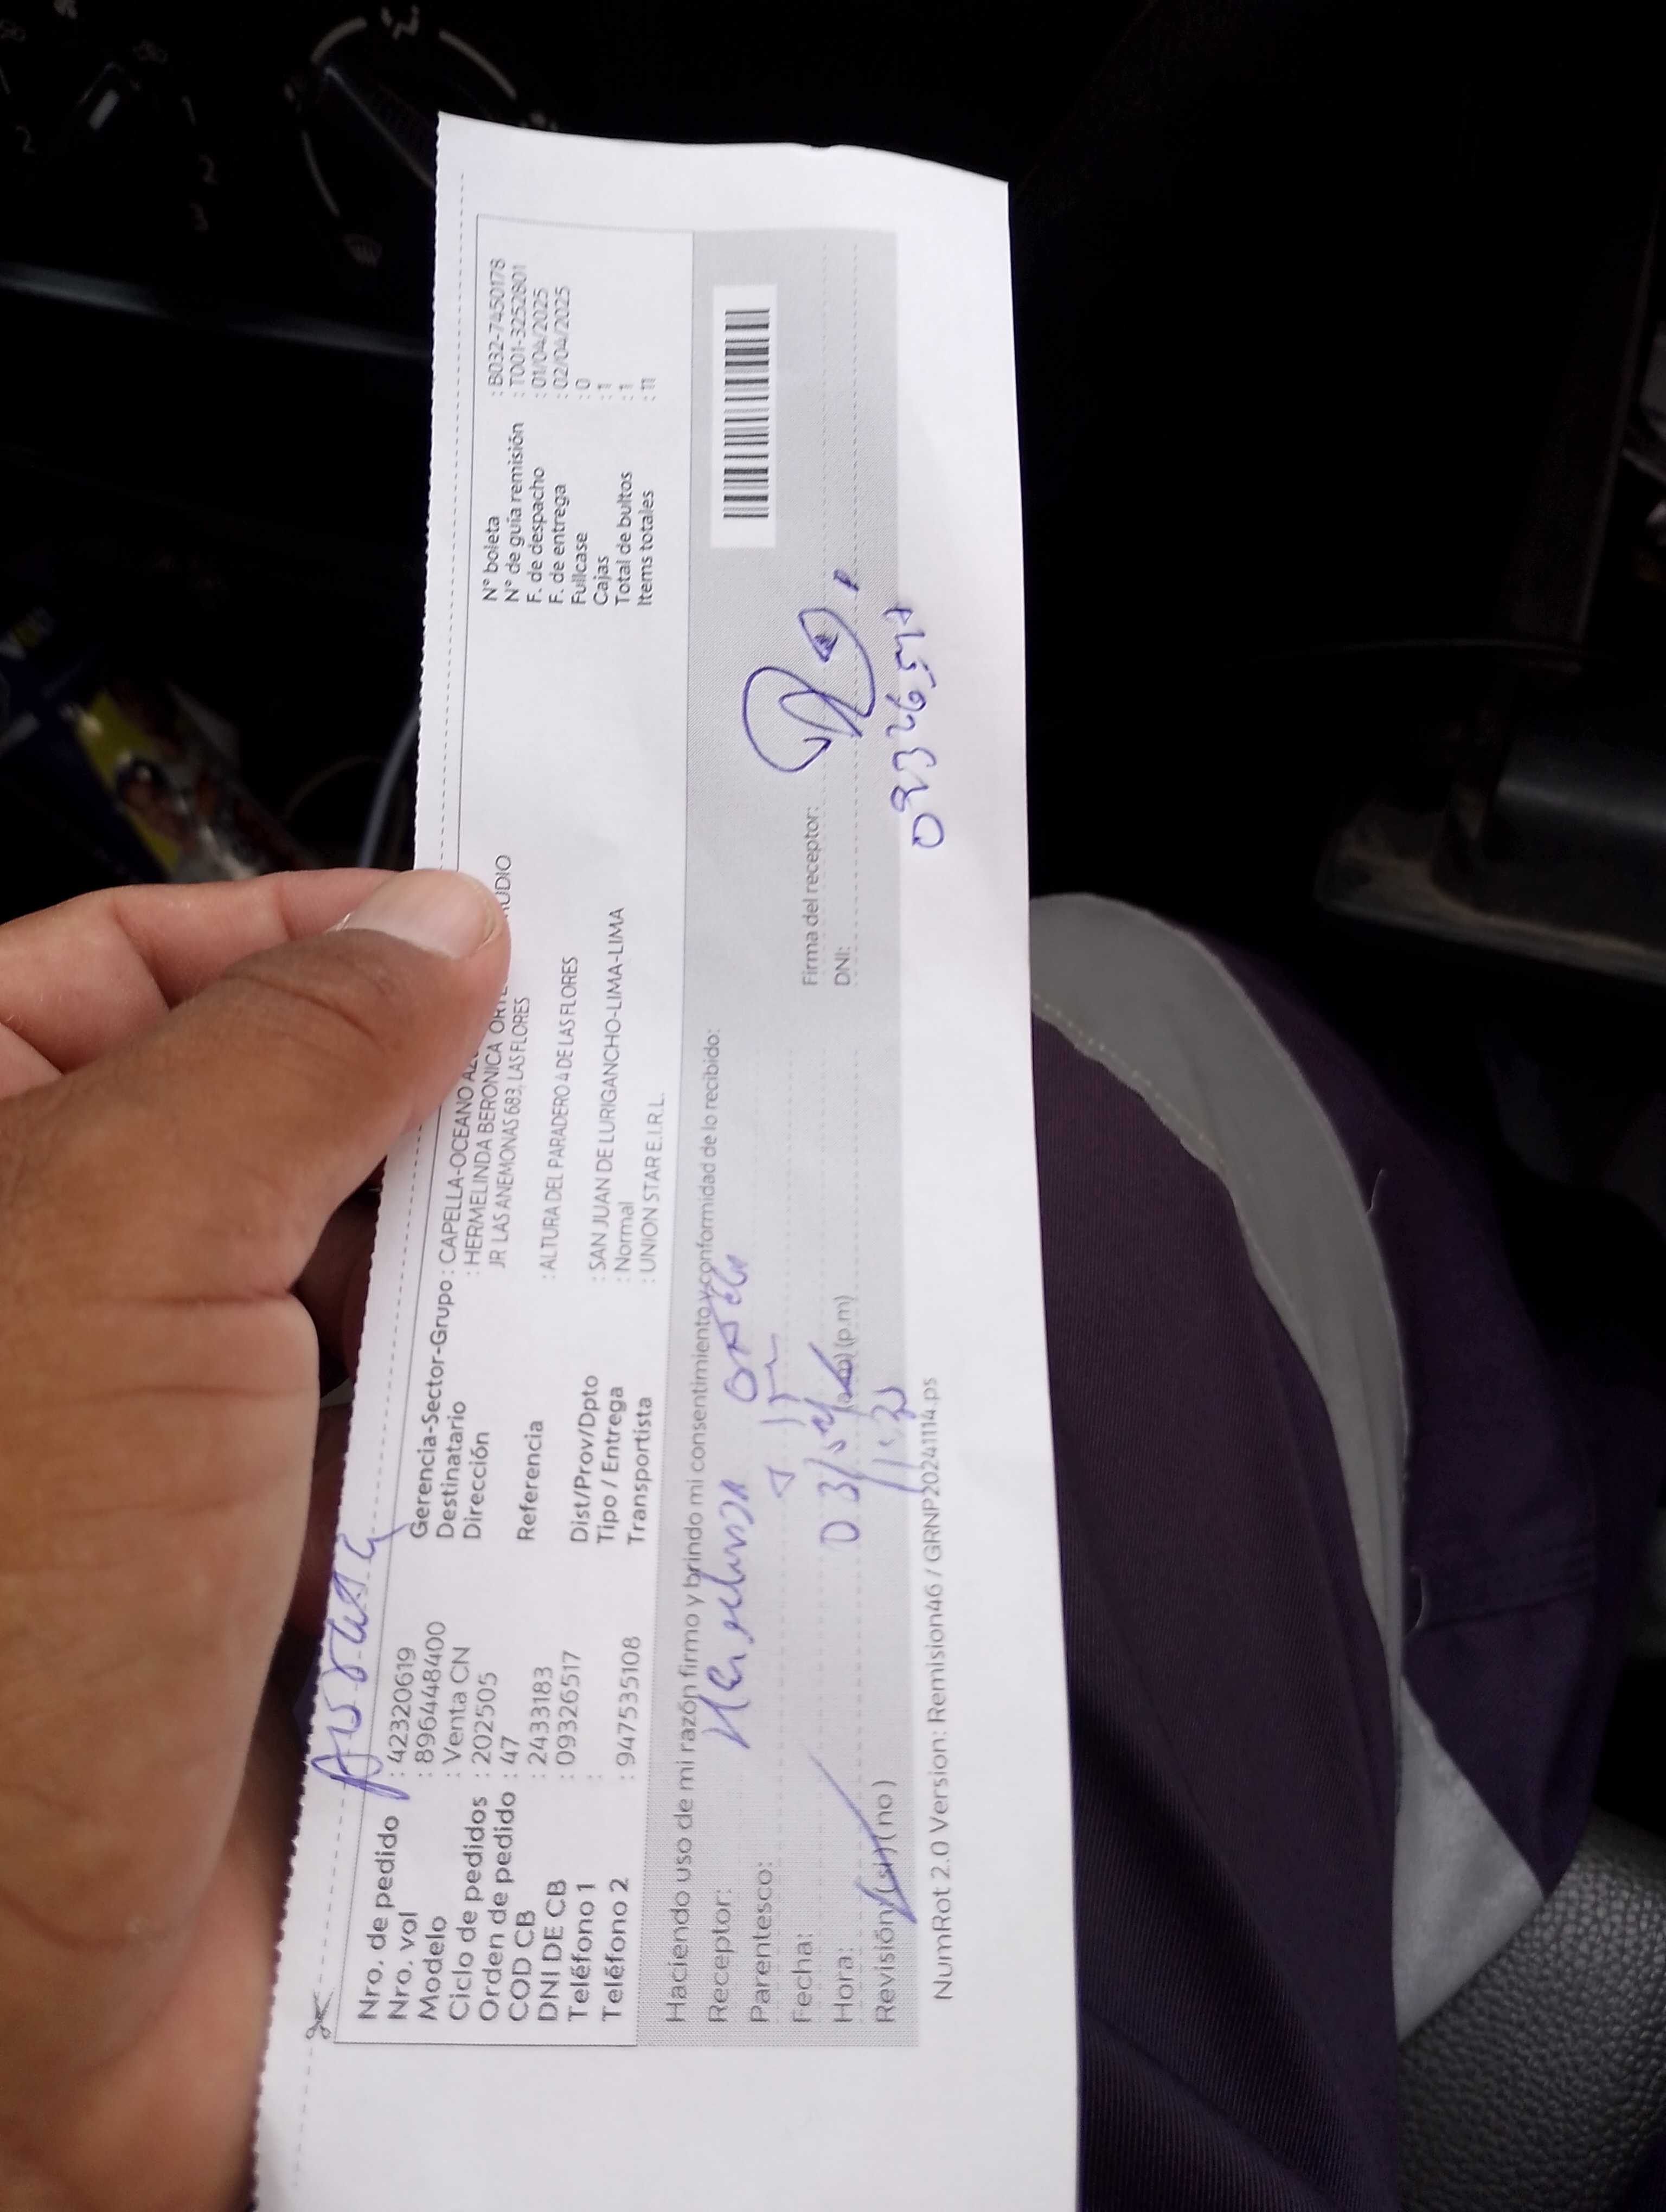 Nro. de pedido : 42320619
Nro. vol : 896448400
Modelo : Venta CN
Ciclo de pedidos : 202505
Orden de pedido : 47
COD CB : 2433183
DNI DE CB : 09326517
Teléfono 1 :
Teléfono 2 : 947535108
Gerencia-Sector-Grupo : CAPELLA-OCEANO
Destinatario : HERMELINDA BERONICA
Dirección JR LAS ANEMONAS 683, LAS FLORES
Referencia : ALTURA DEL PARADERO 4 DE LAS FLORES
Dist/Prov/Dpto : SAN JUAN DE LURIGANCHO-LIMA-LIMA
Tipo / Entrega : Normal
Transportista : UNION STAR E.I.R.L.
N° boleta : B032-7450178
N° de guía remisión : T001-3252801
F. de despacho : 01/04/2025
F. de entrega : 02/04/2025
Fullcase : 0
Cajas : 1
Total de bultos : 1
Items totales : 11
Haciendo uso de mi razón firmo y brindo mi consentimiento y conformidad de lo recibido:
Receptor:
Parentesco:
Fecha:
Hora: (p.m)
Revisión (si) (no)
Firma del receptor:
DNI:
NumRot 2.0 Version: Remision46 / GRNP20241114.ps